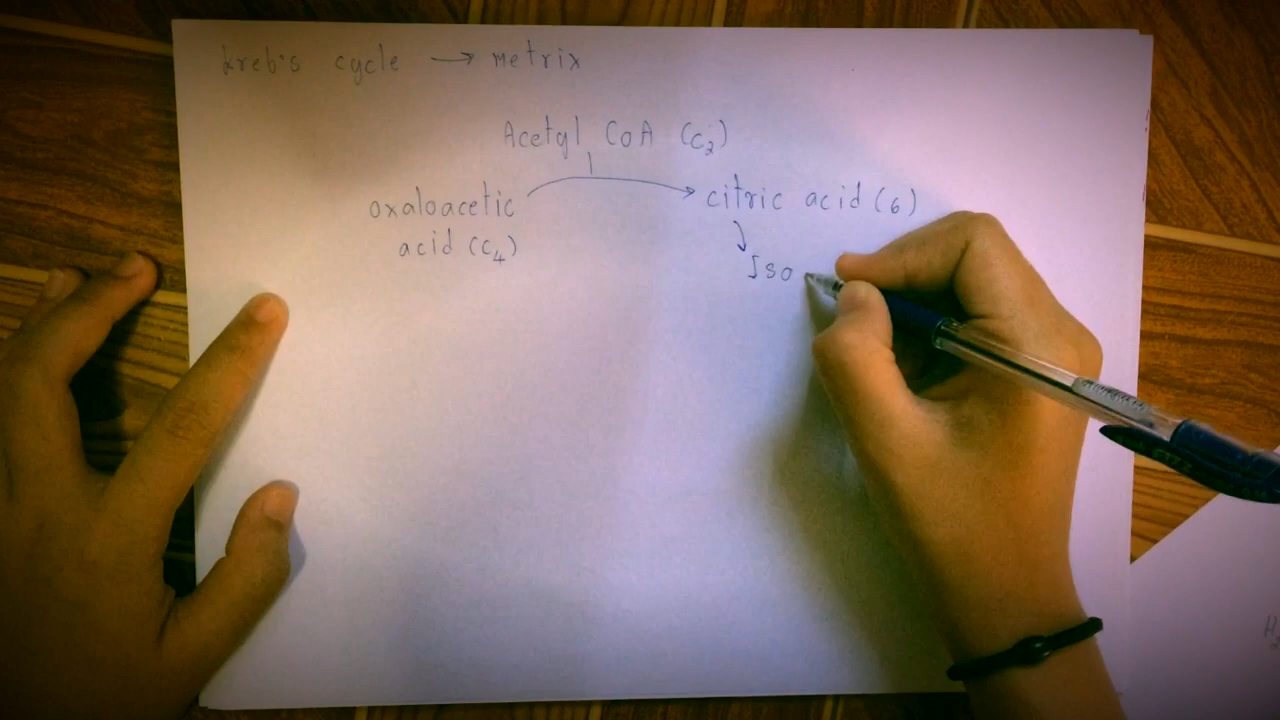 kreb's cycle → metrix
Acetyl CoA (C₂)
oxaloacetic
acid (C₄)
citric acid (6)
Iso